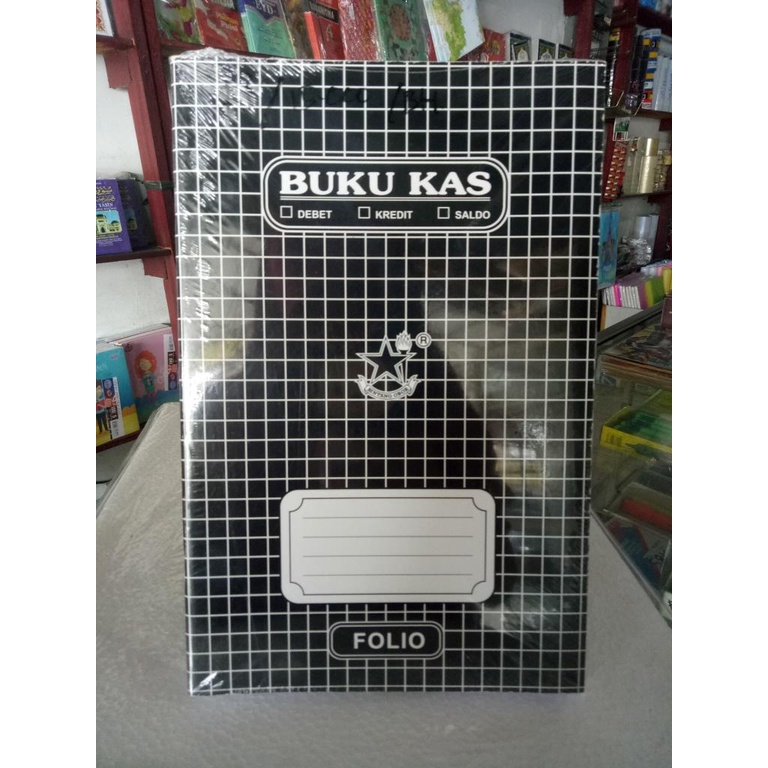 BUKU KAS
DEBET KREDIT SALDO
®
FOLIO